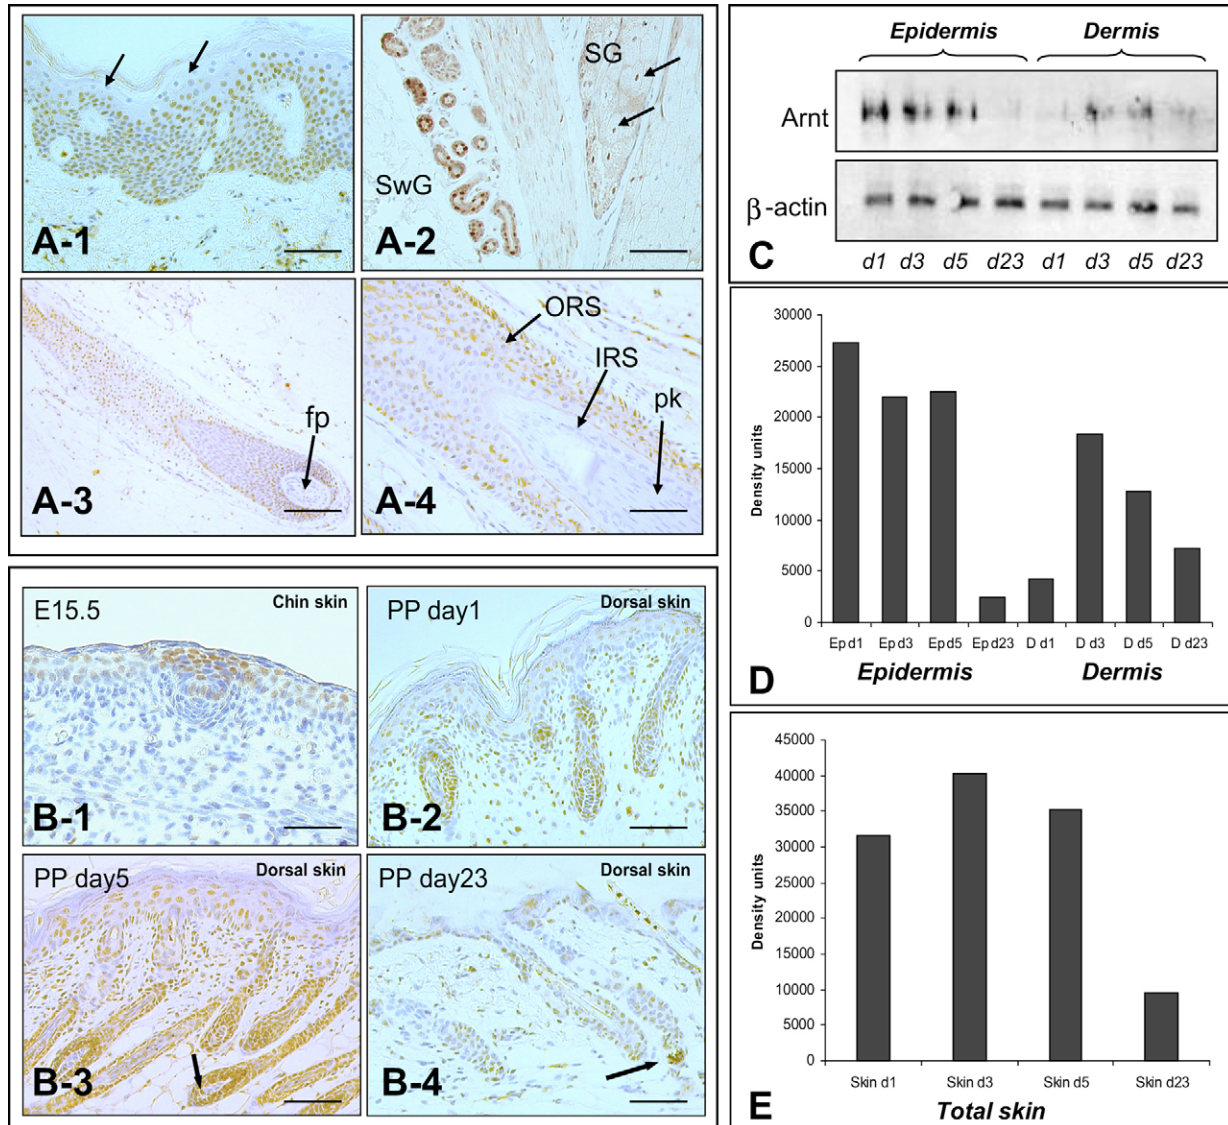 A-1
SG
SwG
A-2
fp
A-3
ORS
IRS
pk
A-4
E15.5
Chin skin
B-1
PP day1
Dorsal skin
B-2
PP day5
Dorsal skin
B-3
PP day23
Dorsal skin
B-4
Epidermis Dermis
Arnt
β-actin
C
d1 d3 d5 d23 d1 d3 d5 d23
30000
25000
20000
15000
10000
5000
0
Density units
Ep d1 Ep d3 Ep d5 Ep d23 D d1 D d3 D d5 D d23
Epidermis Dermis
D
45000
40000
35000
30000
25000
20000
15000
10000
5000
0
Density units
Skin d1 Skin d3 Skin d5 Skin d23
Total skin
E